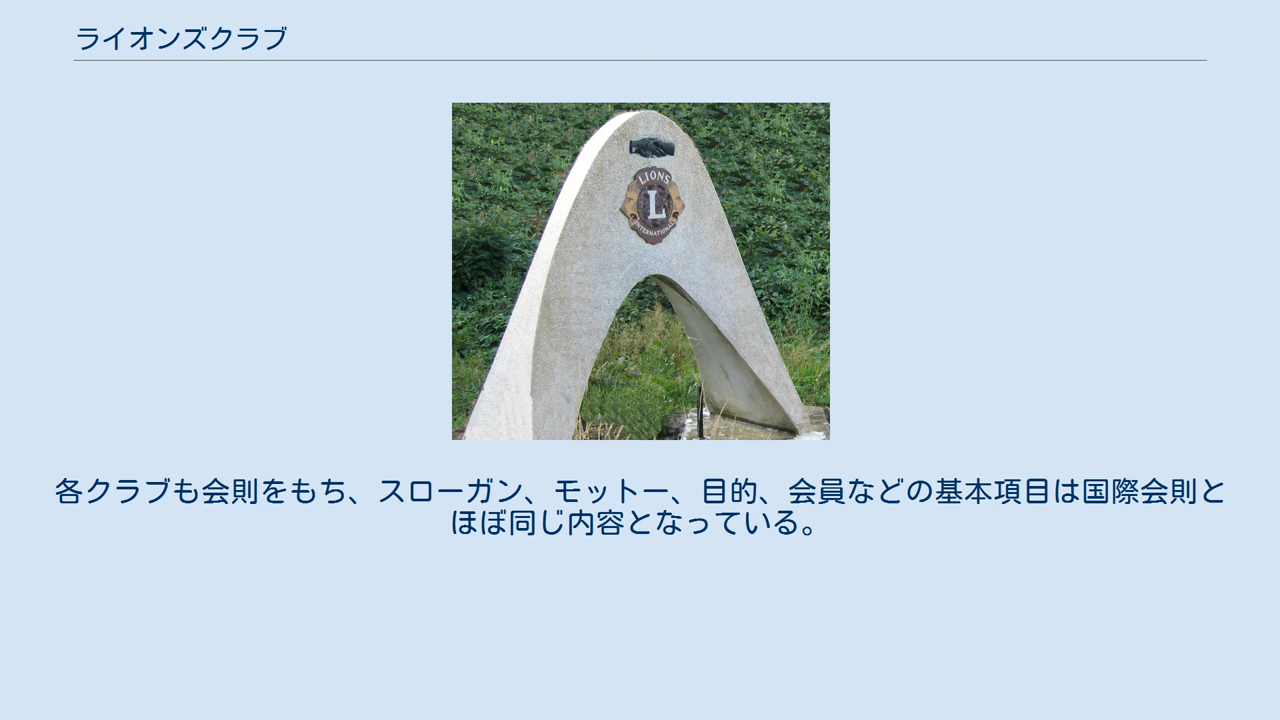 ライオンズクラブ
LIONS
L
INTERNATIONAL
各クラブも会則をもち、スローガン、モットー、目的、会員などの基本項目は国際会則と
ほぼ同じ内容となっている。